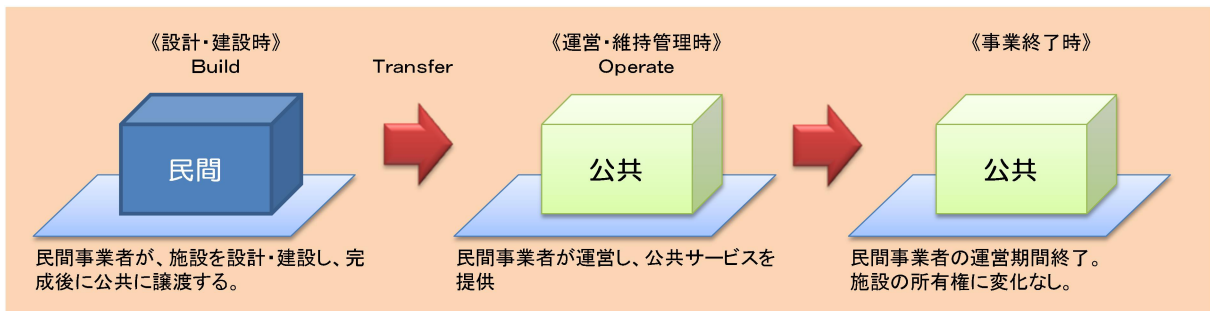 《設計・建設時》
Build
Transfer
《運営・維持管理時》
Operate
《事業終了時》
民間
公共
公共
民間事業者が、施設を設計・建設し、完
成後に公共に譲渡する。
民間事業者が運営し、公共サービスを
提供
民間事業者の運営期間終了。
施設の所有権に変化なし。